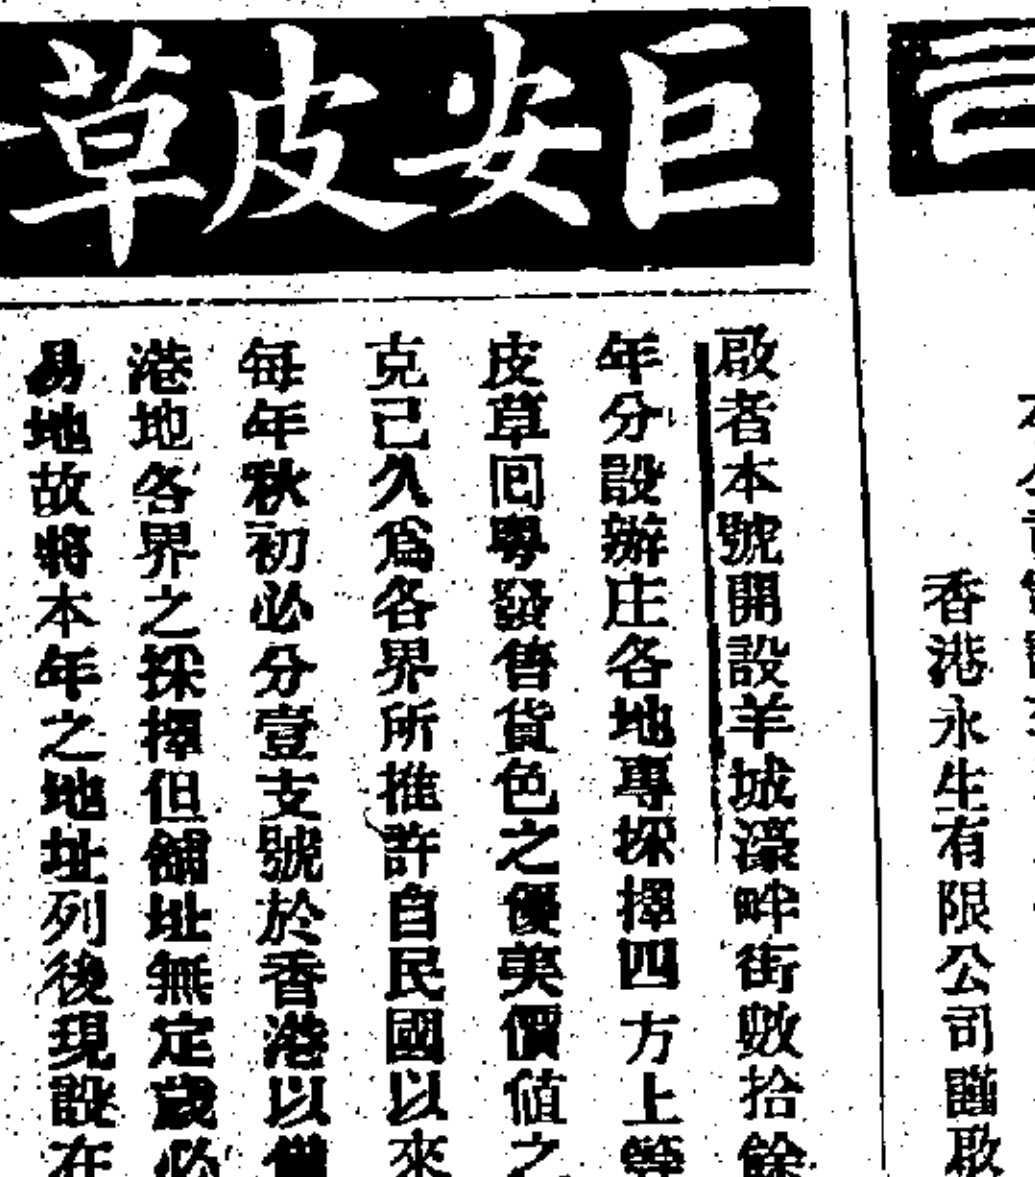 香港永生有限公司謹啟
巨安皮草
啟者本號開設羊城濠畔街數拾餘
年分設辦庄各地專採擇四方上等
皮草囘粵發售貨色之優美價值之
克己久爲各界所推許自民國以來
每年秋初必分壹支號於香港以備
港地各界之採擇但舖址無定歲必
易地故將本年之地址列後現設在